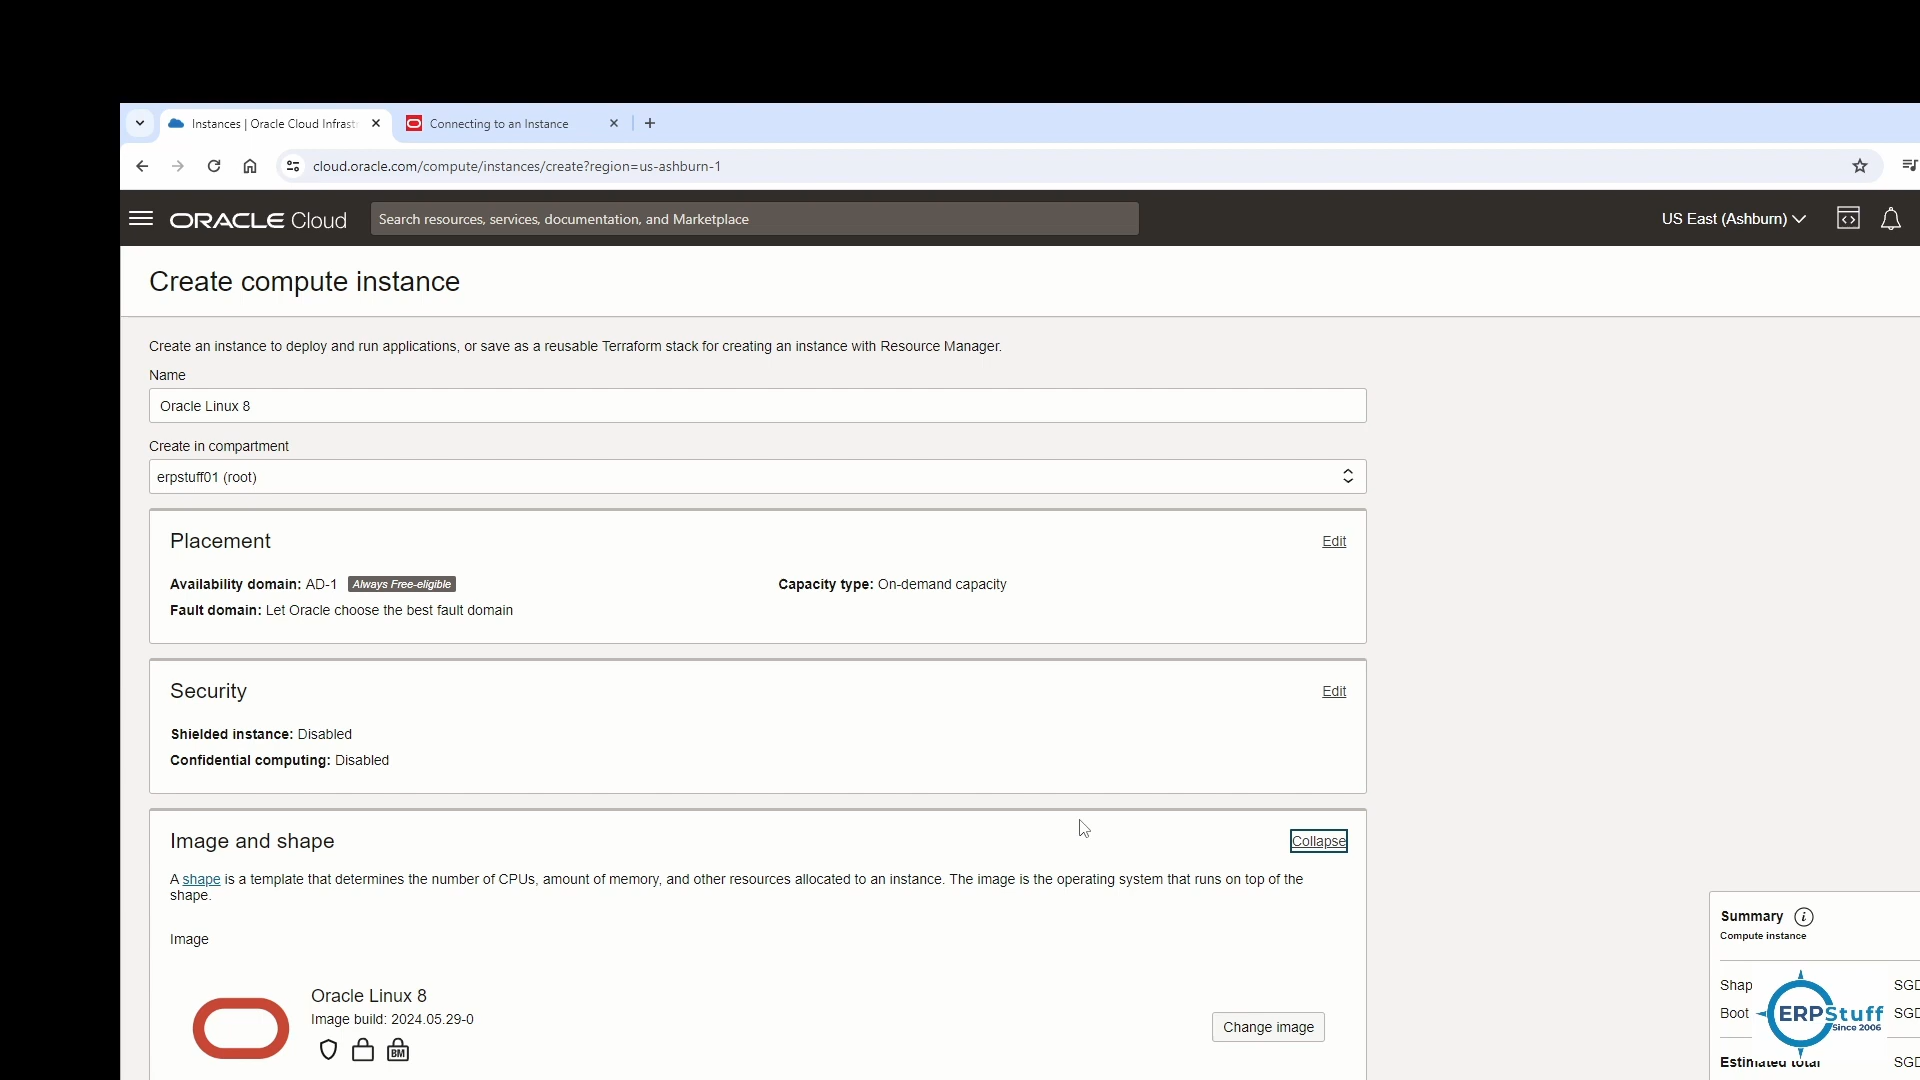 Instances | Oracle Cloud Infrast
Connecting to an Instance
cloud.oracle.com/compute/instances/create?region=us-ashburn-1
ORACLE Cloud
Search resources, services, documentation, and Marketplace
US East (Ashburn)
Create compute instance
Create an instance to deploy and run applications, or save as a reusable Terraform stack for creating an instance with Resource Manager.
Name
Oracle Linux 8
Create in compartment
erpstuff01 (root)
Placement
Edit
Availability domain: AD-1 Always Free-eligible
Capacity type: On-demand capacity
Fault domain: Let Oracle choose the best fault domain
Security
Edit
Shielded instance: Disabled
Confidential computing: Disabled
Image and shape
Collapse
A shape is a template that determines the number of CPUs, amount of memory, and other resources allocated to an instance. The image is the operating system that runs on top of the
shape.
Image
Oracle Linux 8
Image build: 2024.05.29-0
BM
Change image
Summary
Compute instance
Shap
SGD
Boot
SGD
ERPStuff
Since 2006
Estimated total
SGD